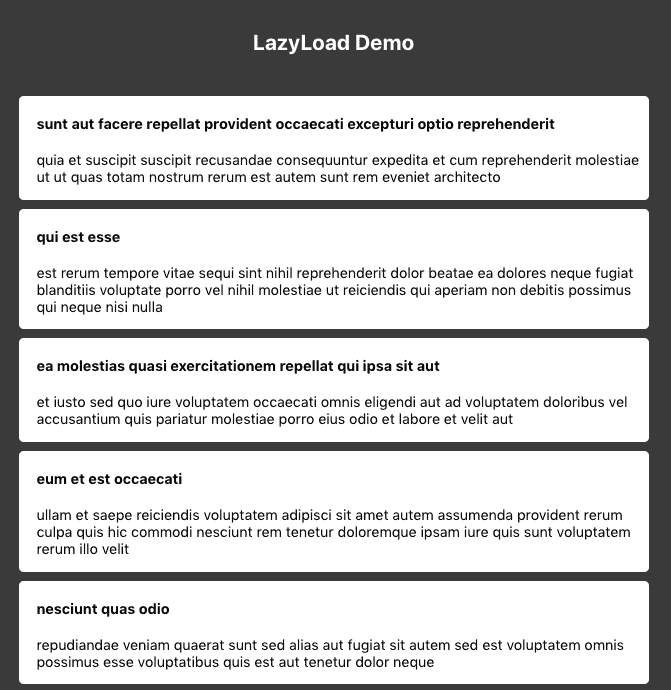 LazyLoad Demo
sunt aut facere repellat provident occaecati excepturi optio reprehenderit
quia et suscipit suscipit recusandae consequuntur expedita et cum reprehenderit molestiae
ut ut quas totam nostrum rerum est autem sunt rem eveniet architecto
qui est esse
est rerum tempore vitae sequi sint nihil reprehenderit dolor beatae ea dolores neque fugiat
blanditiis voluptate porro vel nihil molestiae ut reiciendis qui aperiam non debitis possimus
qui neque nisi nulla
ea molestias quasi exercitationem repellat qui ipsa sit aut
et iusto sed quo iure voluptatem occaecati omnis eligendi aut ad voluptatem doloribus vel
accusantium quis pariatur molestiae porro eius odio et labore et velit aut
eum et est occaecati
ullam et saepe reiciendis voluptatem adipisci sit amet autem assumenda provident rerum
culpa quis hic commodi nesciunt rem tenetur doloremque ipsam iure quis sunt voluptatem
rerum illo velit
nesciunt quas odio
repudiandae veniam quaerat sunt sed alias aut fugiat sit autem sed est voluptatem omnis
possimus esse voluptatibus quis est aut tenetur dolor neque